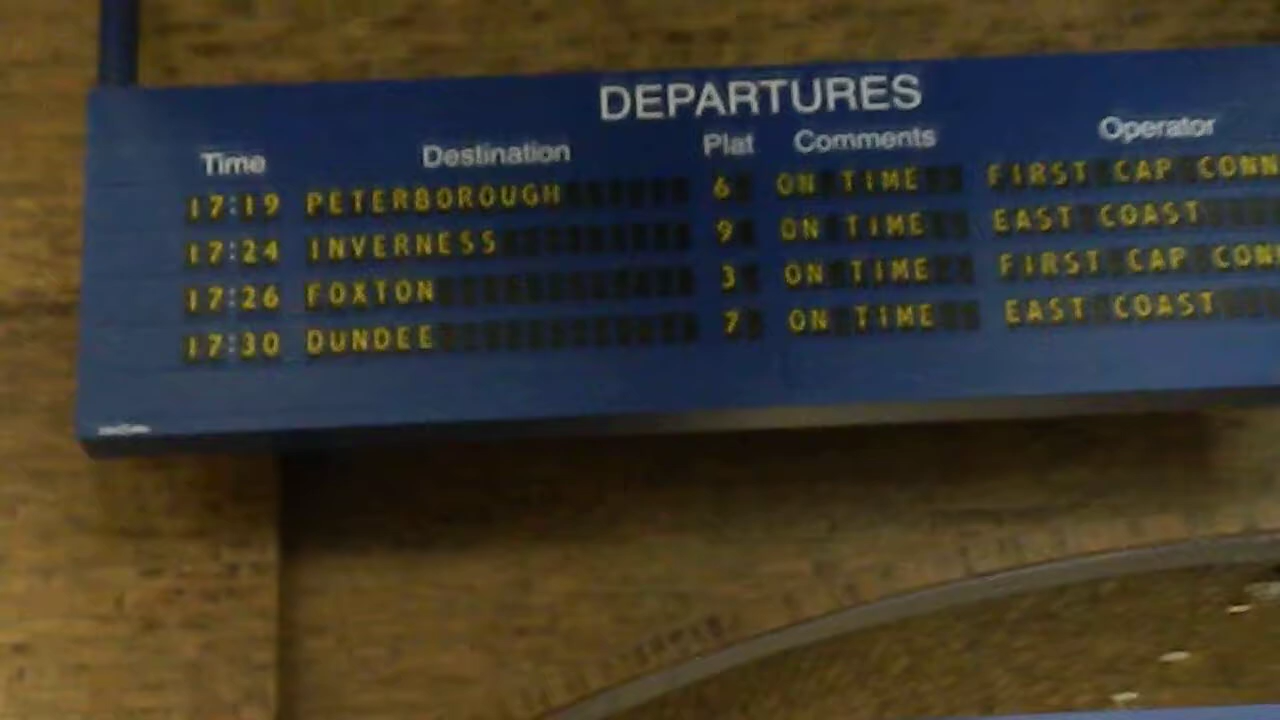 DEPARTURES
Time Destination Plat Comments Operator
17:19 PETERBOROUGH 6 ON TIME FIRST CAP CONN
17:24 INVERNESS 9 ON TIME EAST COAST
17:26 FOXTON 3 ON TIME FIRST CAP CONN
17:30 DUNDEE 7 ON TIME EAST COAST